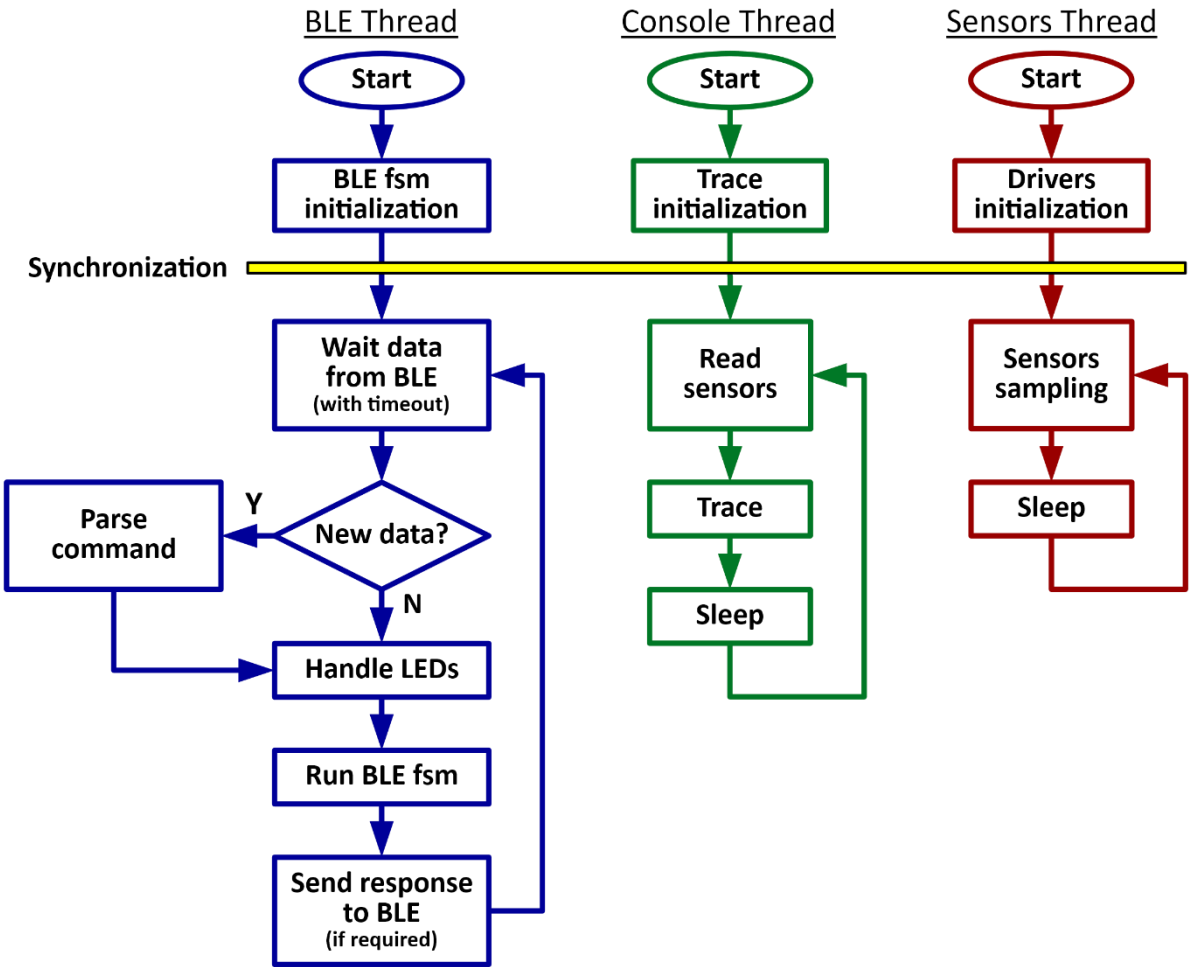 BLE Thread
Console Thread
Sensors Thread
Start
Start
Start
BLE fsm
initialization
Trace
initialization
Drivers
initialization
Synchronization
Wait data
from BLE
(with timeout)
Read
sensors
Sensors
sampling
Parse
command
Y
New data?
N
Trace
Sleep
Sleep
Handle LEDs
Run BLE fsm
Send response
to BLE
(if required)